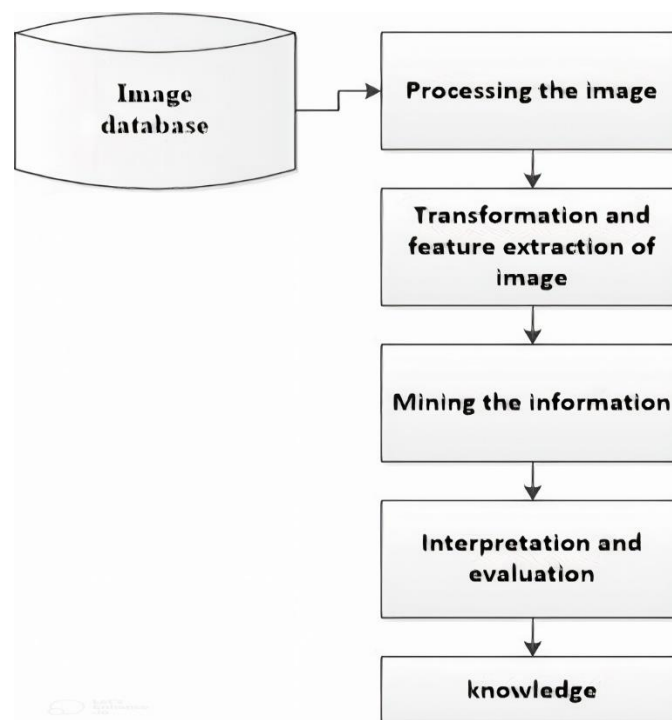 Image
database
Processing the image
Transformation and
feature extraction of
image
Mining the information
Interpretation and
evaluation
knowledge